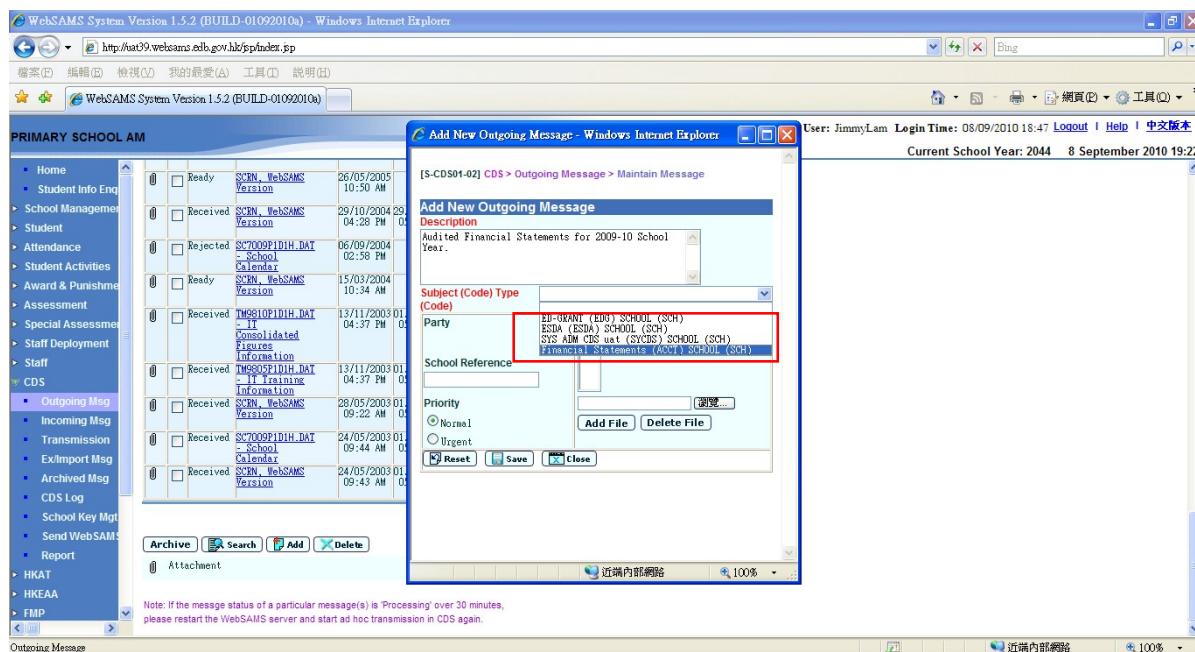 WebSAMS System Version 1.5.2 (BUILD-01092010a) - Windows Internet Explorer
http://uat39.websams.edb.gov.hk/jsp/index.jsp
Bing
檔案(F) 編輯(E) 檢視(V) 我的最愛(A) 工具(T) 說明(H)
WebSAMS System Version 1.5.2 (BUILD-01092010a)
網頁(P) 工具(O)
PRIMARY SCHOOL AM
User: JimmyLam Login Time: 08/09/2010 18:47 Logout | Help | 中文版本
Current School Year: 2044 8 September 2010 19:22
Home
Student Info Enq
School Managemen
Student
Attendance
Student Activities
Award & Punishme
Assessment
Special Assessmen
Staff Deployment
Staff
CDS
Outgoing Msg
Incoming Msg
Transmission
Ex/Import Msg
Archived Msg
CDS Log
School Key Mgt
Send WebSAMS
Report
HKAT
HKEAA
FMP
Ready SCRN, WebSAMS 26/05/2005
Version 10:50 AM
Received SCRN, WebSAMS 29/10/2004 29
Version 04:28 PM 05
Rejected SC7009P1D1H.DAT 06/09/2004
- School 02:58 PM
Calendar
Ready SCRN, WebSAMS 15/03/2004
Version 10:34 AM
Received TM9810P1D1H.DAT 13/11/2003 01
- IT 04:37 PM 05
Consolidated
Figures
Information
Received TM9805P1D1H.DAT 13/11/2003 01
- IT Training 04:37 PM 05
Information
Received SCRN, WebSAMS 28/05/2003 01
Version 09:22 AM 05
Received SC7009P1D1H.DAT 24/05/2003 01
- School 09:44 AM 05
Calendar
Received SCRN, WebSAMS 24/05/2003 01
Version 09:43 AM 05
Archive Search Add Delete
Attachment
Note: If the messge status of a particular message(s) is 'Processing' over 30 minutes,
please restart the WebSAMS server and start ad hoc transmission in CDS again.
Add New Outgoing Message - Windows Internet Explorer
[S-CDS01-02] CDS > Outgoing Message > Maintain Message
Add New Outgoing Message
Description
Audited Financial Statements for 2009-10 School
Year.
Subject (Code) Type
(Code)
ED-GRANT (EDG) SCHOOL (SCH)
ESDA (ESDA) SCHOOL (SCH)
SYS ADM CDS uat (SYCDS) SCHOOL (SCH)
Financial Statements (ACCT) SCHOOL (SCH)
Party
School Reference
Priority
瀏覽...
Normal
Add File Delete File
Urgent
Reset Save Close
近端內部網路 100%
Outgoing Message
近端內部網路 100%